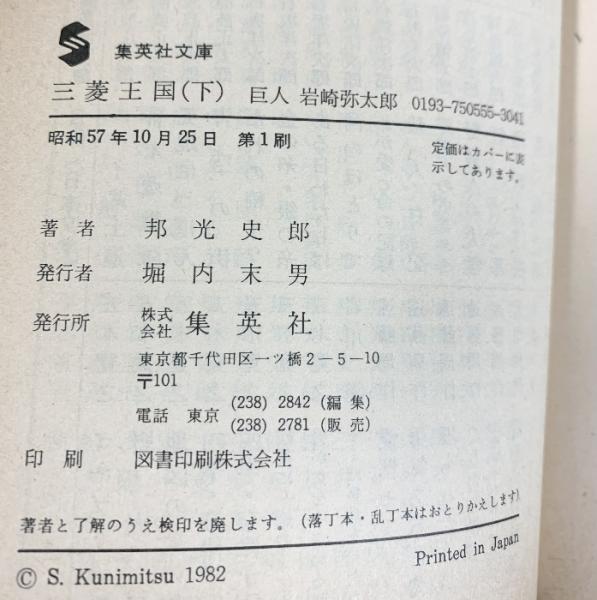 集英社文庫
三菱王国(下) 巨人 岩崎弥太郎 0193-750555-3041
昭和57年10月25日 第1刷
定価はカバーに表
示してあります。
著者 邦光史郎
発行者 堀内末男
発行所 株式会社 集英社
東京都千代田区一ツ橋2-5-10
〒101
電話 東京 (238) 2842 (編集)
(238) 2781 (販売)
印刷 図書印刷株式会社
著者と了解のうえ検印を廃します。(落丁本・乱丁本はおとりかえします)
Printed in Japan
© S. Kunimitsu 1982